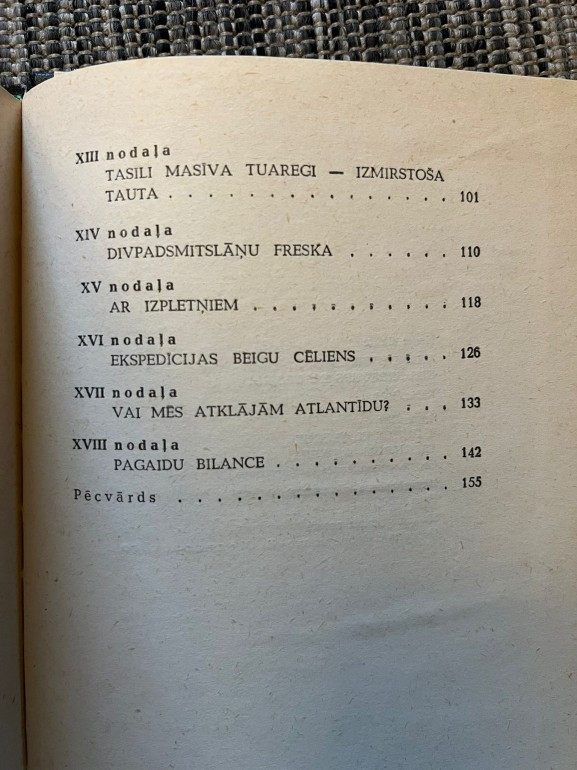 XIII nodaļa
TASILI MASĪVA TUAREGI — IZMIRSTOŠA
TAUTA . . . . . . . . . . . . . . . 101
XIV nodaļa
DIVPADSMITSLĀŅU FRESKA . . . . . . 110
XV nodaļa
AR IZPLETŅIEM . . . . . . . . . . 118
XVI nodaļa
EKSPEDĪCIJAS BEIGU CĒLIENS . . . . . 126
XVII nodaļa
VAI MĒS ATKLĀJĀM ATLANTĪDU? . . . 133
XVIII nodaļa
PAGAIDU BILANCE . . . . . . . . . 142
Pēcvārds . . . . . . . . . . . . . . 155